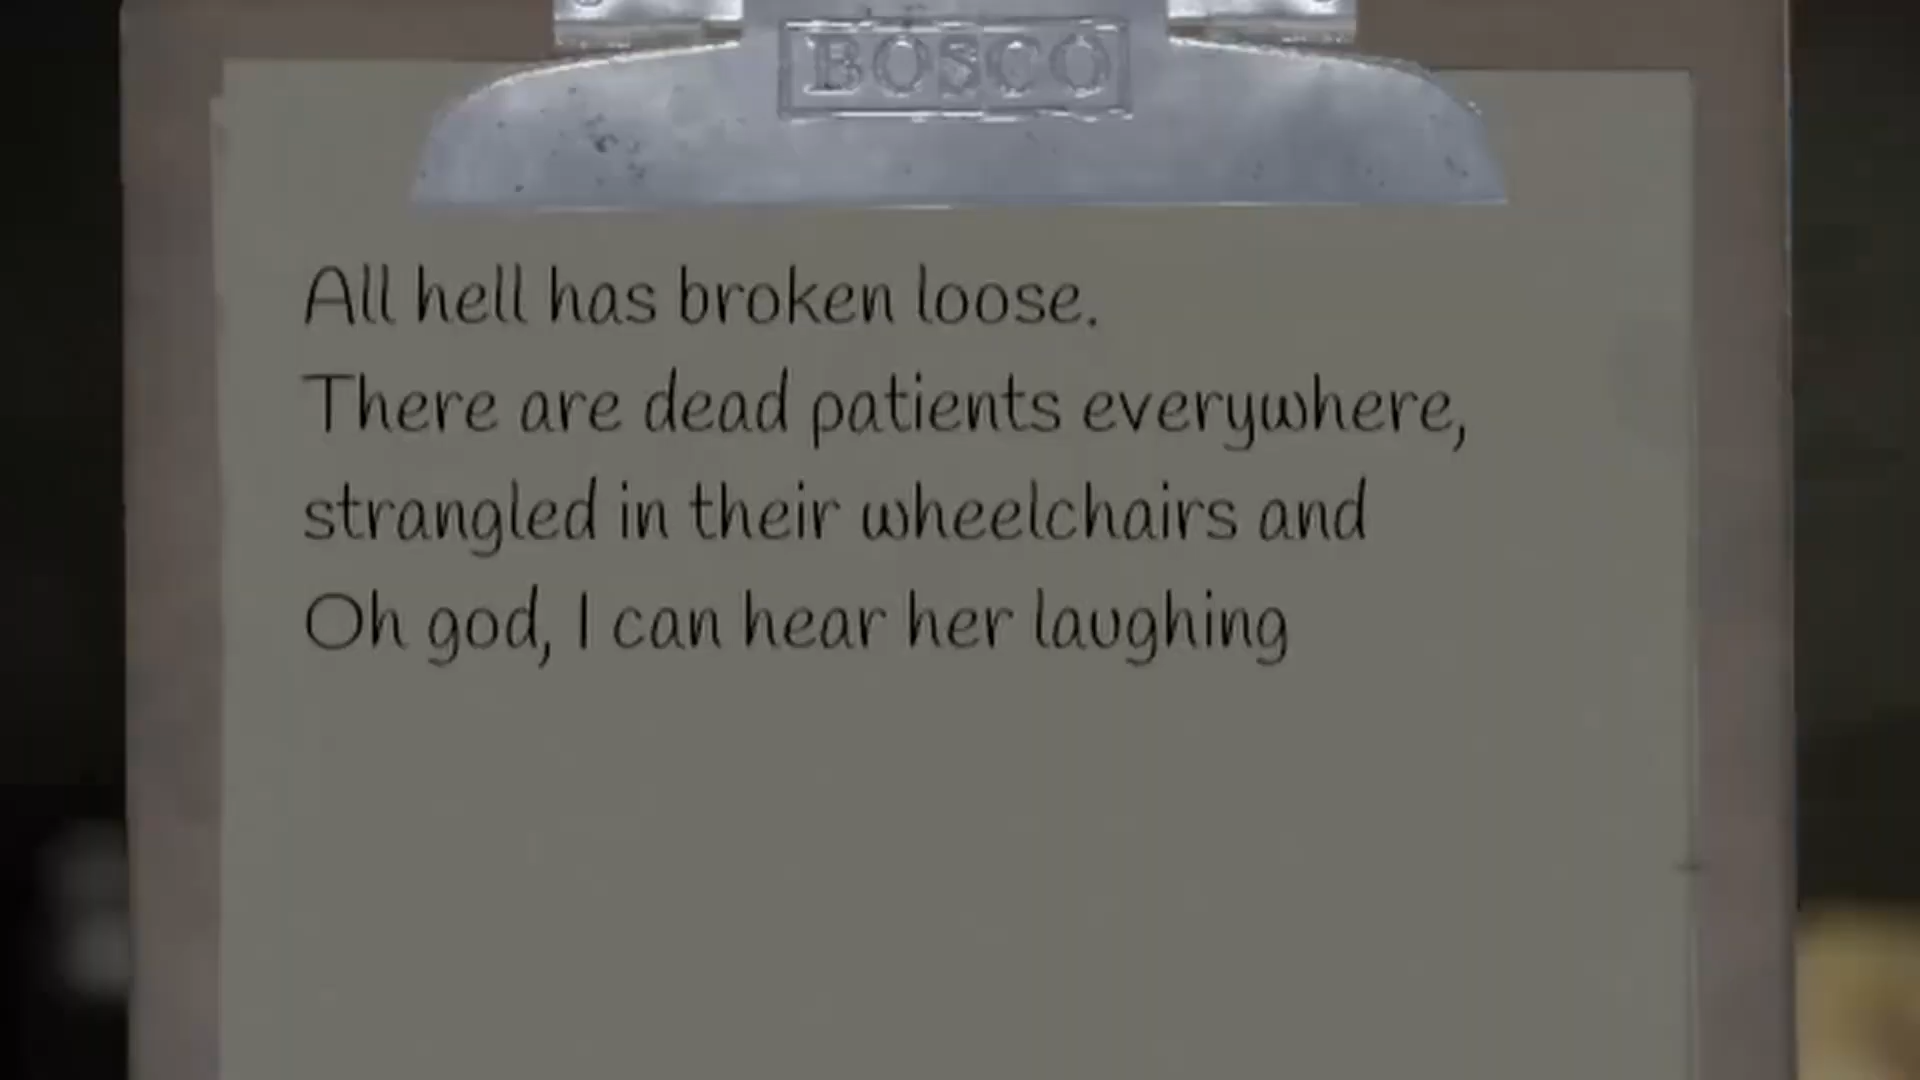 BOSCO
All hell has broken loose.
There are dead patients everywhere,
strangled in their wheelchairs and
Oh god, I can hear her laughing